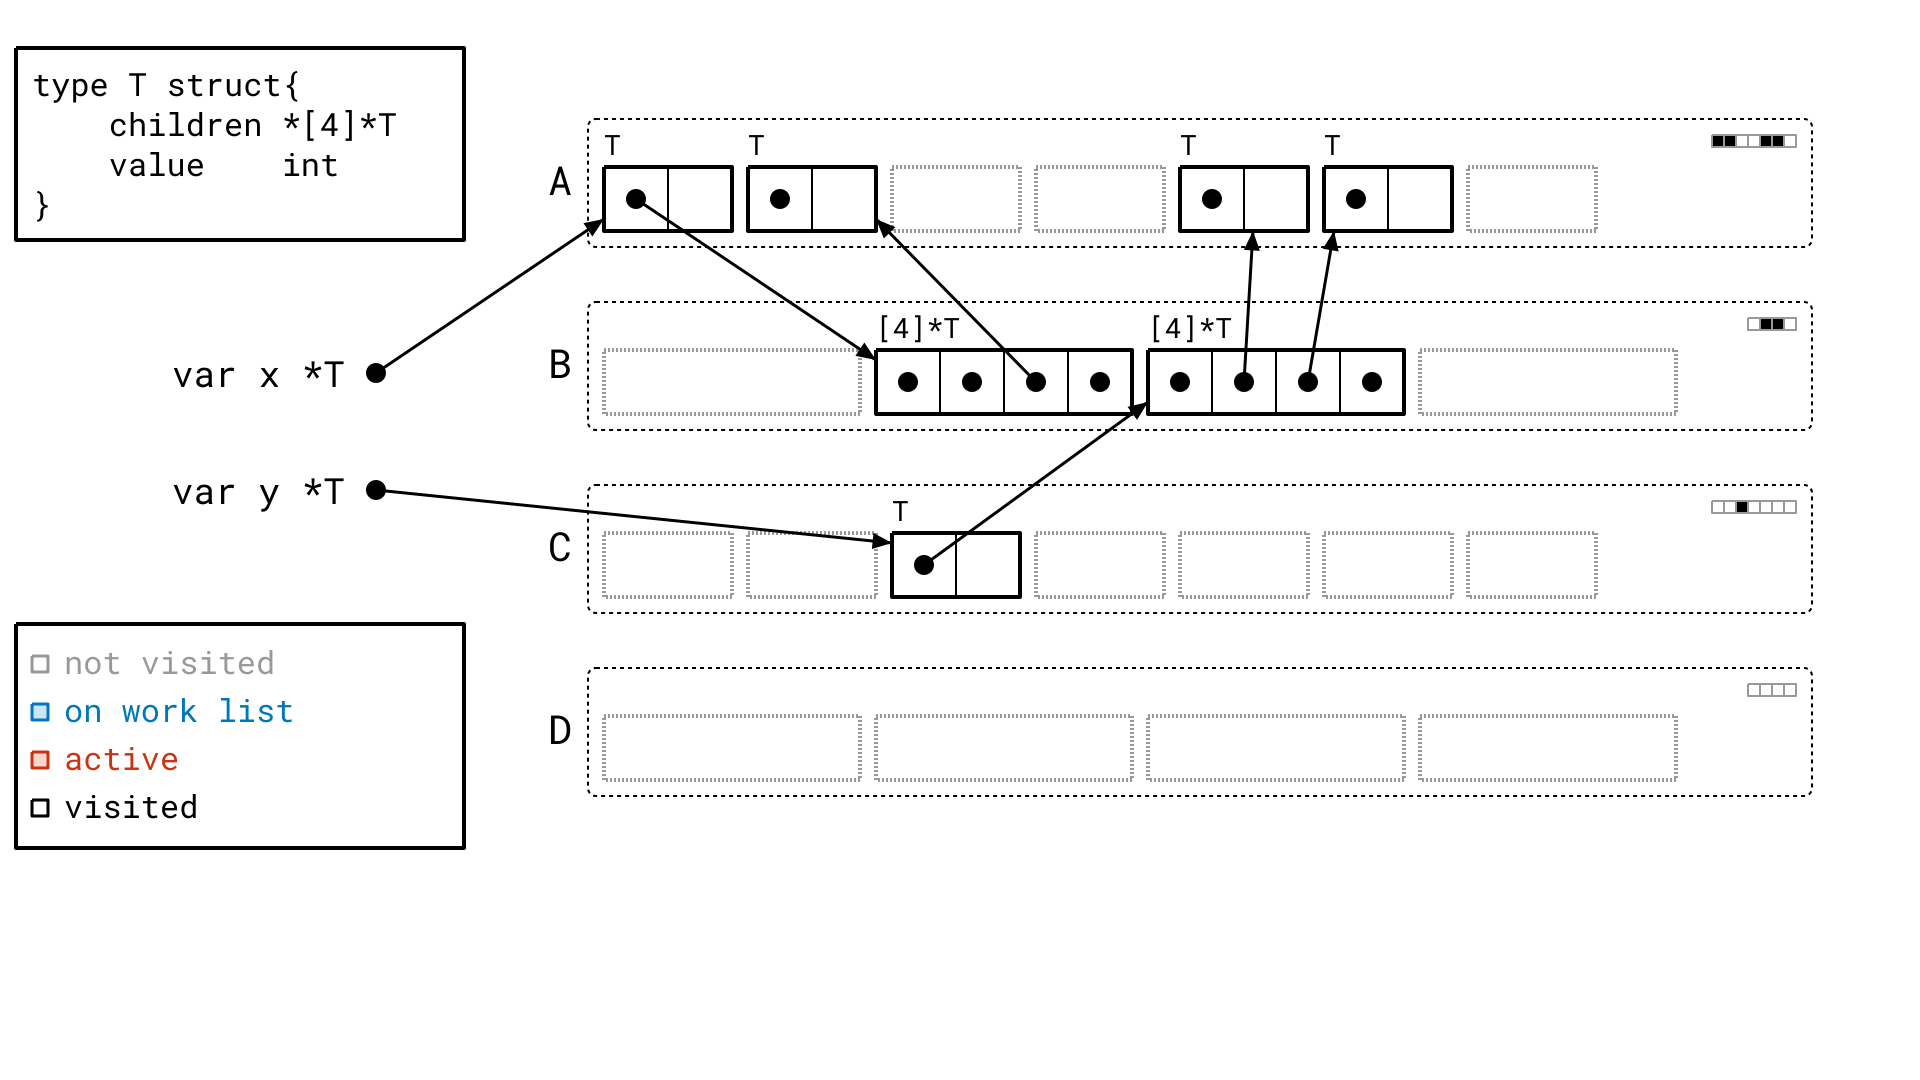 type T struct{
    children *[4]*T
    value    int
}
T T T T
A
[4]*T [4]*T
B
var x *T
var y *T
T
C
D
not visited
on work list
active
visited